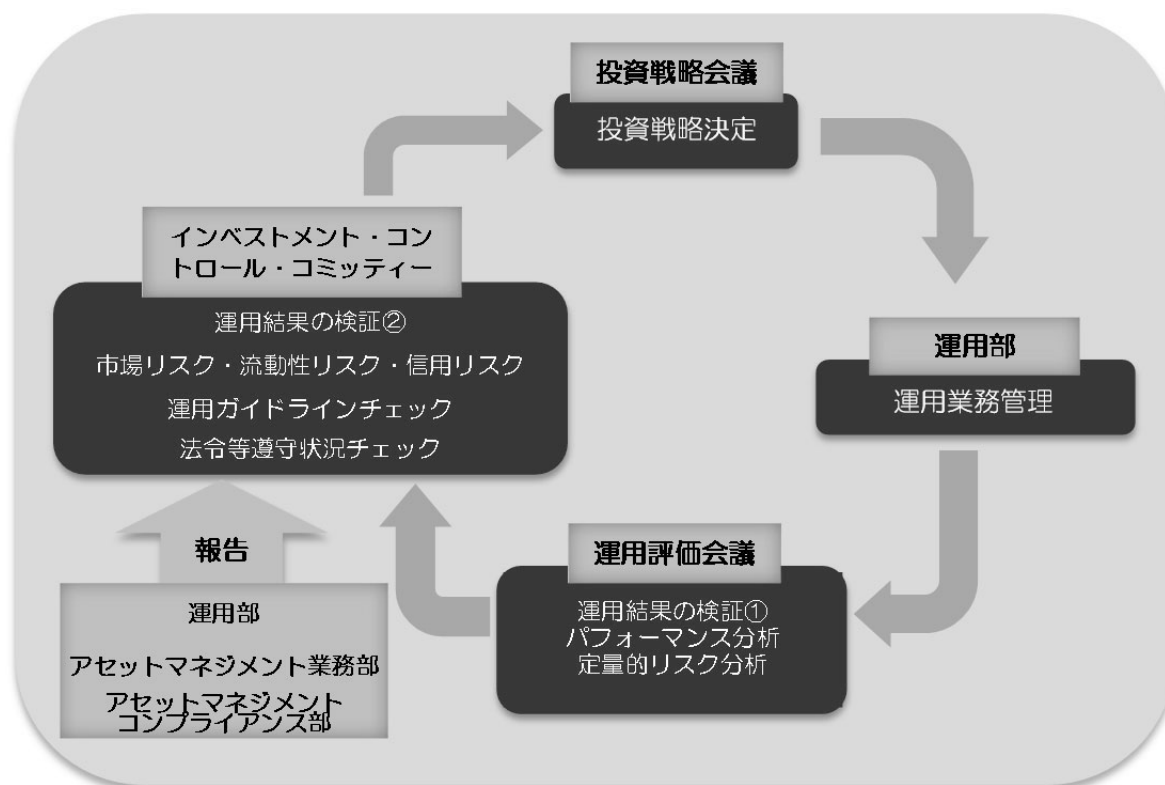 投資戦略会議
投資戦略決定
運用部
運用業務管理
運用評価会議
運用結果の検証①
パフォーマンス分析
定量的リスク分析
インベストメント・コン
トロール・コミッティー
運用結果の検証②
市場リスク・流動性リスク・信用リスク
運用ガイドラインチェック
法令等遵守状況チェック
報告
運用部
アセットマネジメント業務部
アセットマネジメント
コンプライアンス部